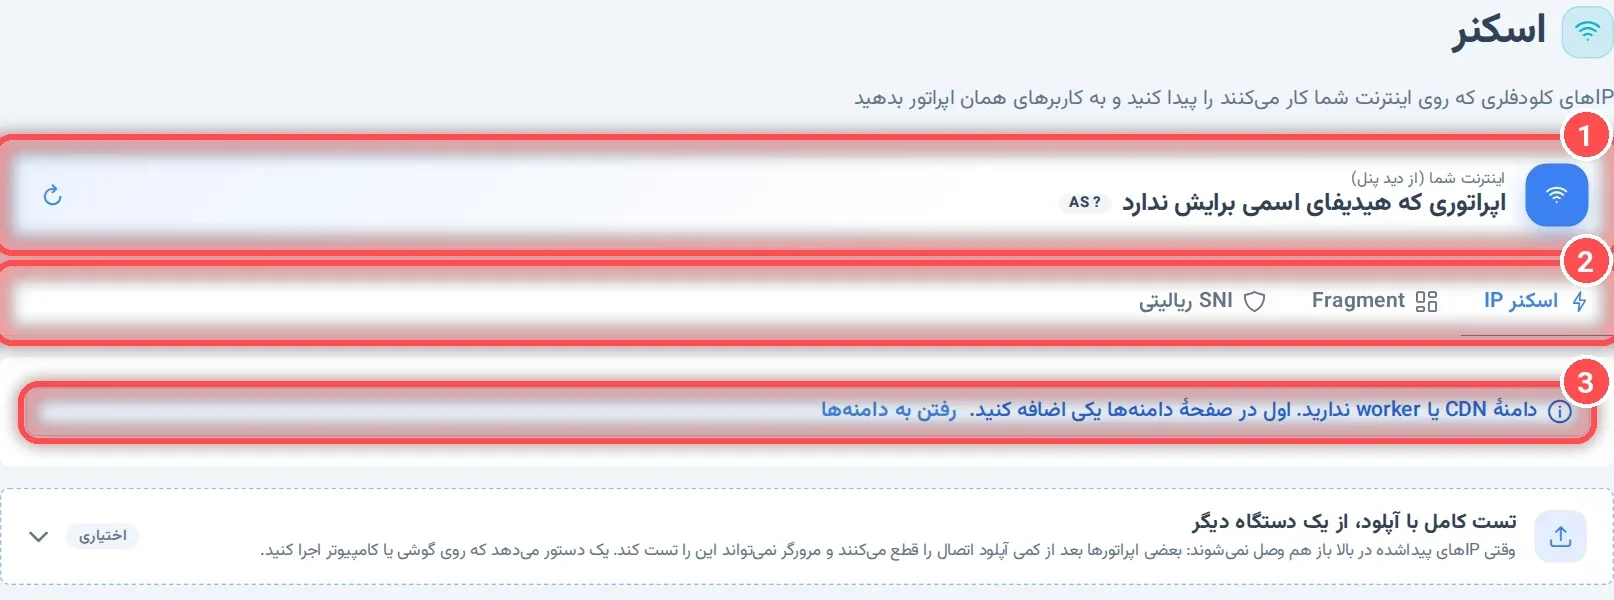 اسکنر
IPهای کلودفلری که روی اینترنت شما کار می‌کنند را پیدا کنید و به کاربرهای همان اپراتور بدهید
1
اینترنت شما (از دید پنل)
اپراتوری که هیدیفای اسمی برایش ندارد AS?
2
اسکنر IP Fragment SNI ریالیتی
3
دامنهٔ CDN یا worker ندارید. اول در صفحهٔ دامنه‌ها یکی اضافه کنید. رفتن به دامنه‌ها
تست کامل با آپلود، از یک دستگاه دیگر
اختیاری
وقتی IPهای پیداشده در بالا باز هم وصل نمی‌شوند: بعضی اپراتورها بعد از کمی آپلود اتصال را قطع می‌کنند و مرورگر نمی‌تواند این را تست کند. یک دستور می‌دهد که روی گوشی یا کامپیوتر اجرا کنید.